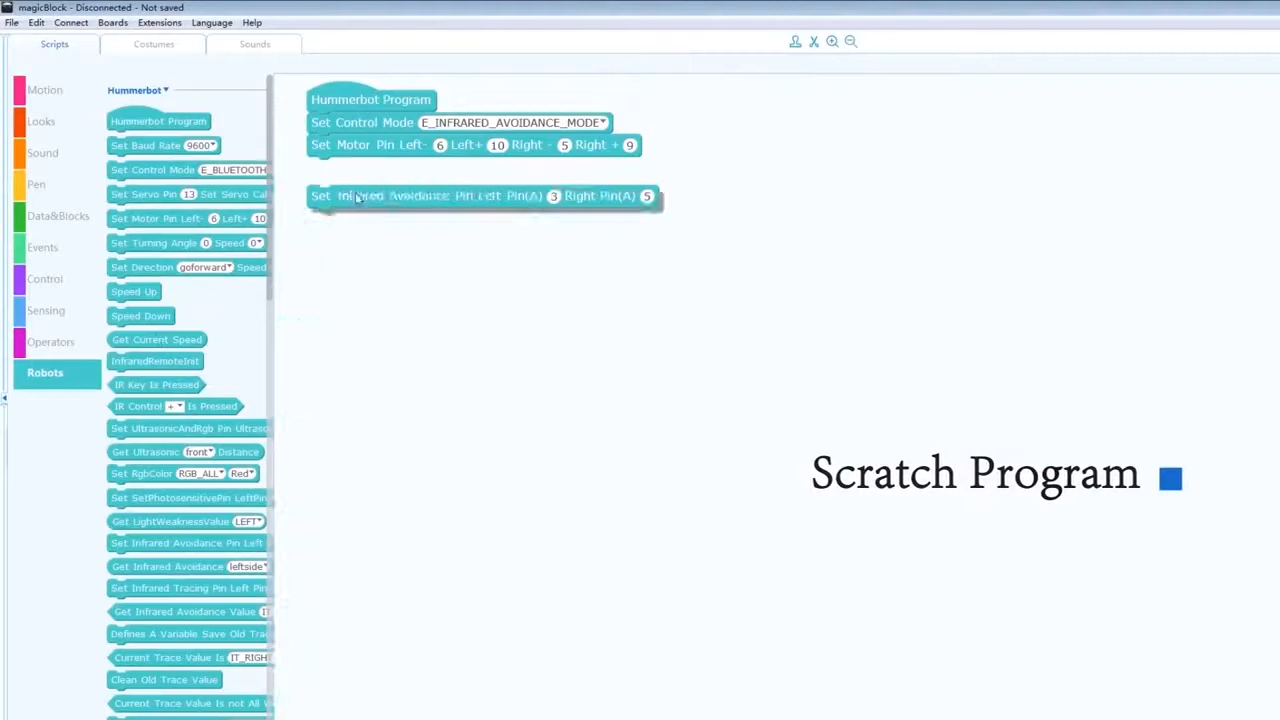 magicBlock - Disconnected - Not saved
File Edit Connect Boards Extensions Language Help
Scripts Costumes Sounds
Motion
Looks
Sound
Pen
Data&Blocks
Events
Control
Sensing
Operators
Robots
Hummerbot
Hummerbot Program
Set Baud Rate 9600
Set Control Mode E_BLUETOOTH
Set Servo Pin 13 Set Servo Cal
Set Motor Pin Left- 6 Left+ 10
Set Turning Angle 0 Speed 0
Set Direction goforward Speed
Speed Up
Speed Down
Get Current Speed
InfraredRemoteInit
IR Key Is Pressed
IR Control + Is Pressed
Set UltrasonicAndRgb Pin Ultraso
Get Ultrasonic front Distance
Set RgbColor RGB_ALL Red
Set SetPhotosensitivePin LeftPin
Get LightWeaknessValue LEFT
Set Infrared Avoidance Pin Left
Get Infrared Avoidance leftside
Set Infrared Tracing Pin Left Pin
Get Infrared Avoidance Value I
Defines A Variable Save Old Trac
Current Trace Value Is IT_RIGH
Clean Old Trace Value
Current Trace Value Is not All
Hummerbot Program
Set Control Mode E_INFRARED_AVOIDANCE_MODE
Set Motor Pin Left- 6 Left+ 10 Right - 5 Right + 9
Set Infrared Avoidance Pin Left Pin(A) 3 Right Pin(A) 5
Scratch Program